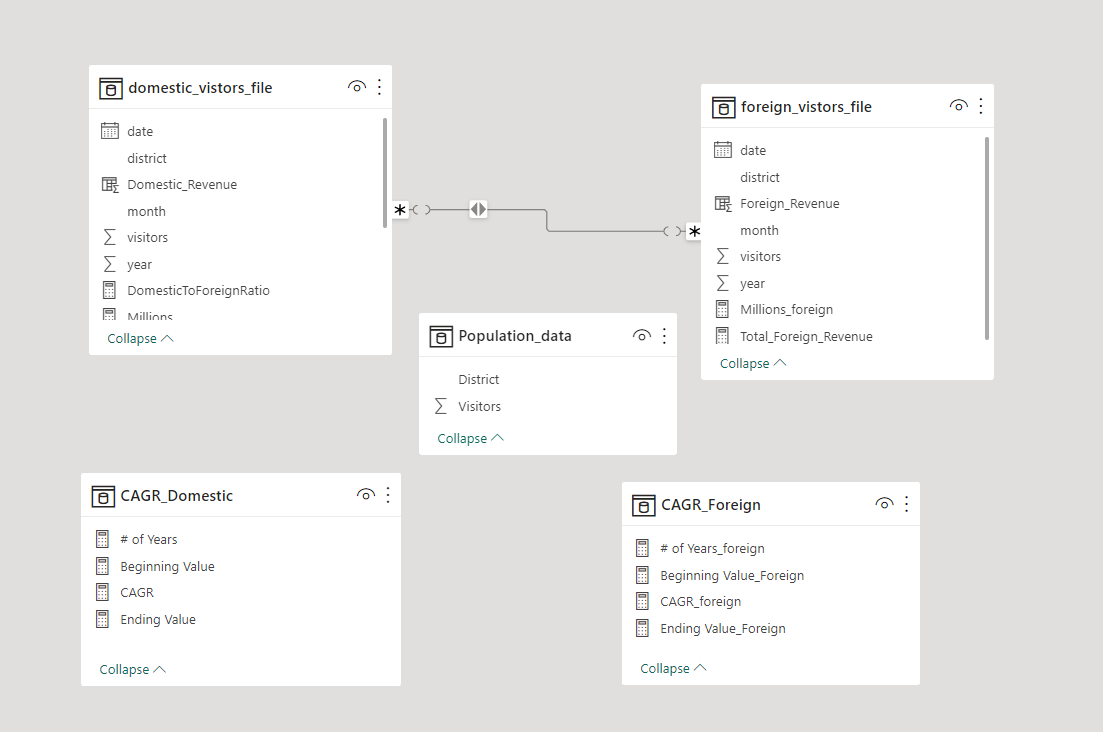 domestic_vistors_file
date
district
Domestic_Revenue
month
visitors
year
DomesticToForeignRatio
Millions
Collapse
foreign_vistors_file
date
district
Foreign_Revenue
month
visitors
year
Millions_foreign
Total_Foreign_Revenue
Collapse
Population_data
District
Visitors
Collapse
CAGR_Domestic
# of Years
Beginning Value
CAGR
Ending Value
Collapse
CAGR_Foreign
# of Years_foreign
Beginning Value_Foreign
CAGR_foreign
Ending Value_Foreign
Collapse